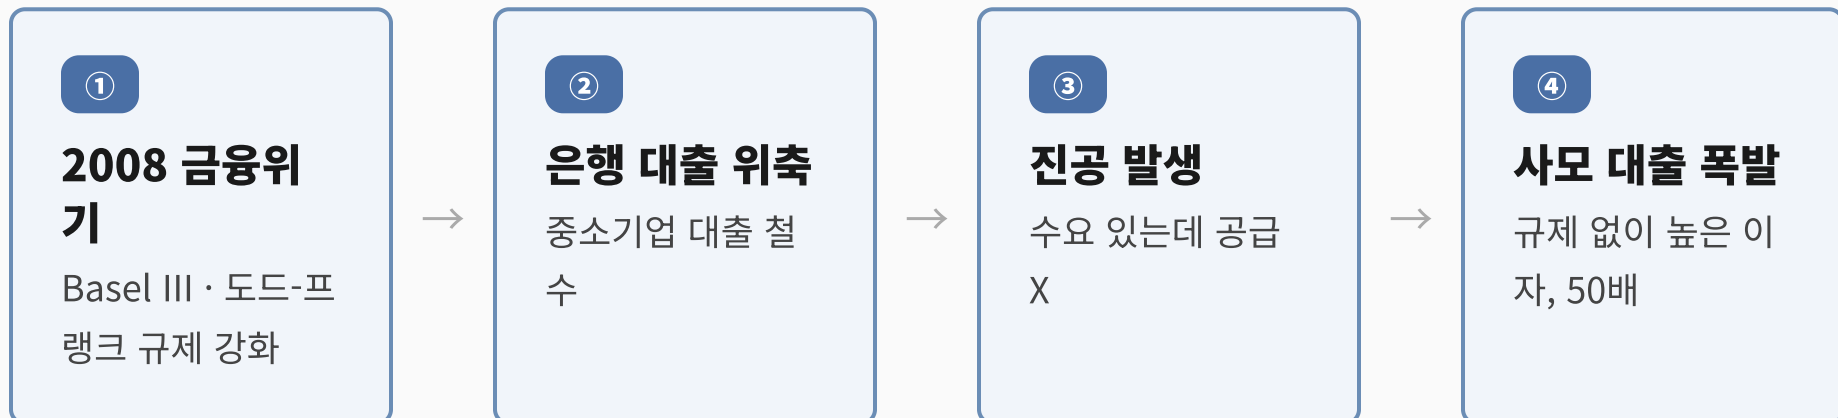 ①
2008 금융위
기
Basel III · 도드-프
랭크 규제 강화
→
②
은행 대출 위축
중소기업 대출 철
수
→
③
진공 발생
수요 있는데 공급
X
→
④
사모 대출 폭발
규제 없이 높은 이
자, 50배